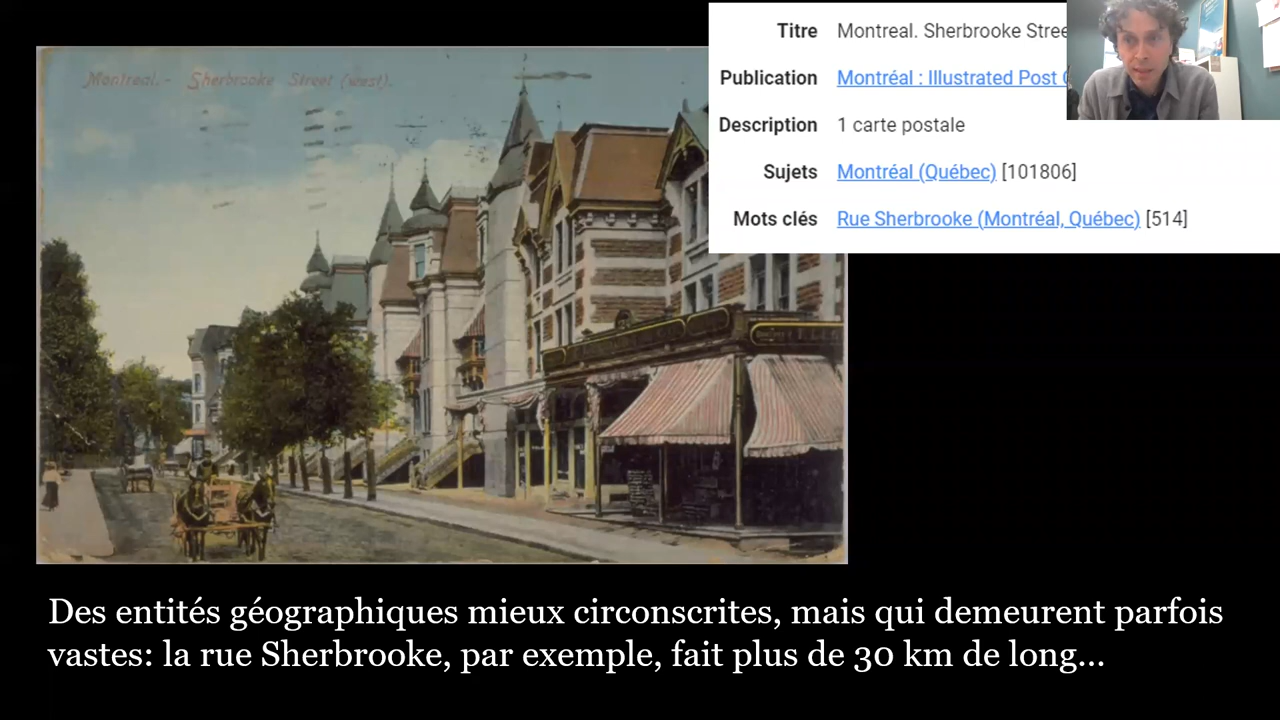 Montreal. - Sherbrooke Street (west).
Titre Montreal. Sherbrooke Stree
Publication Montréal : Illustrated Post
Description 1 carte postale
Sujets Montréal (Québec) [101806]
Mots clés Rue Sherbrooke (Montréal, Québec) [514]
Des entités géographiques mieux circonscrites, mais qui demeurent parfois
vastes: la rue Sherbrooke, par exemple, fait plus de 30 km de long...